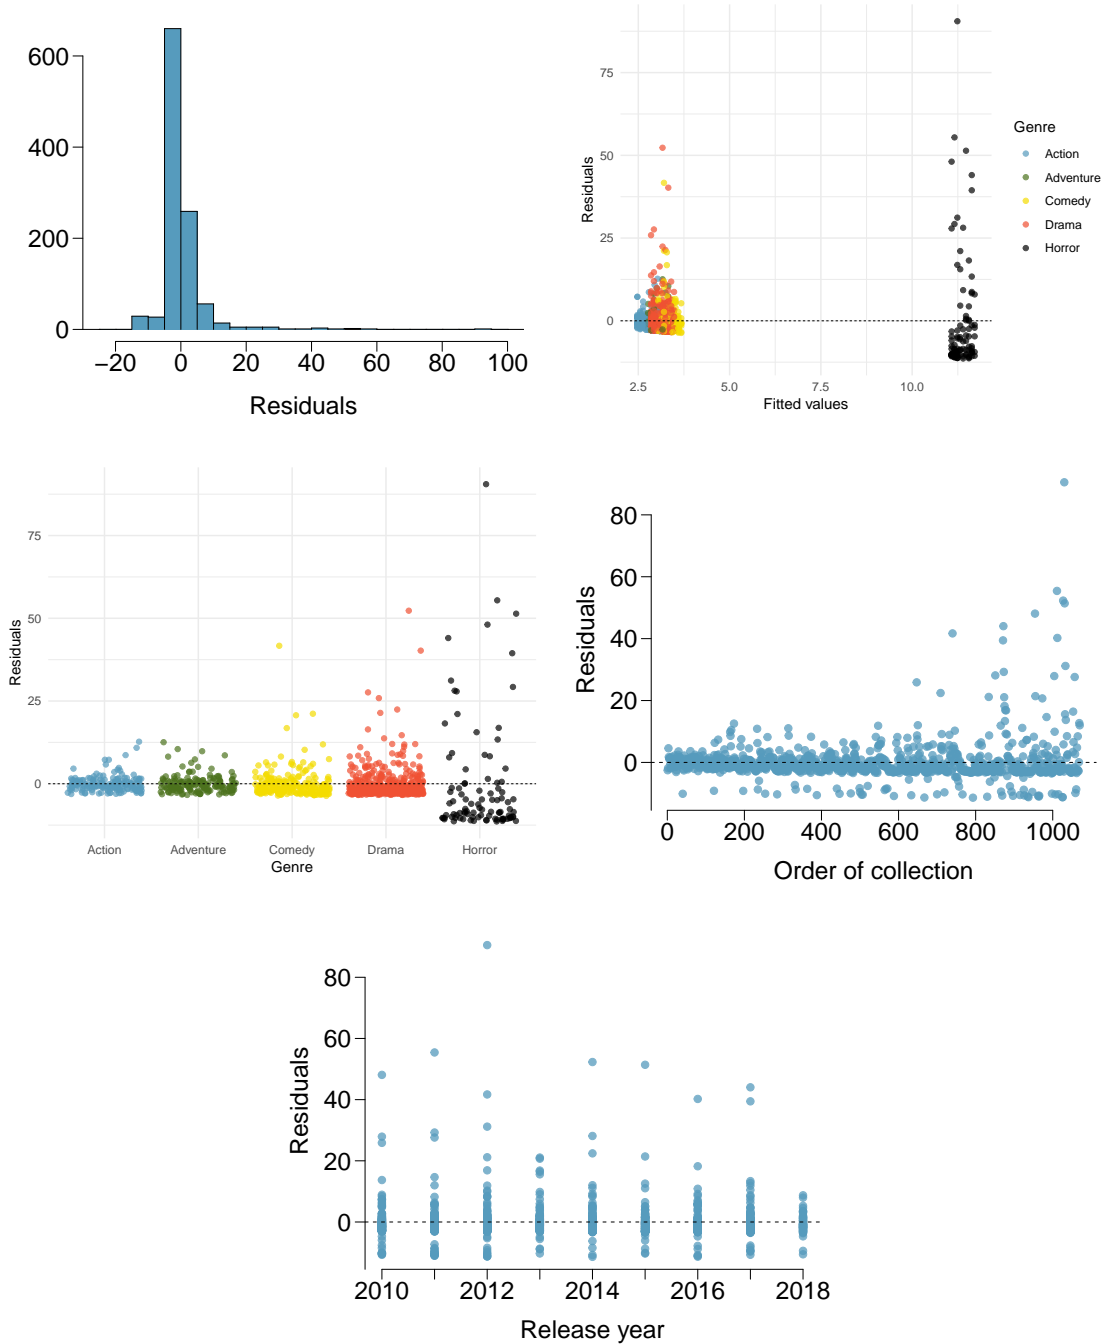 600
400
200
0
−20 0 20 40 60 80 100
Residuals
75
50
25
0
Residuals
2.5 5.0 7.5 10.0
Fitted values
Genre
Action
Adventure
Comedy
Drama
Horror
75
50
25
0
Residuals
Action Adventure Comedy Drama Horror
Genre
80
60
40
20
0
Residuals
0 200 400 600 800 1000
Order of collection
80
60
40
20
0
Residuals
2010 2012 2014 2016 2018
Release year